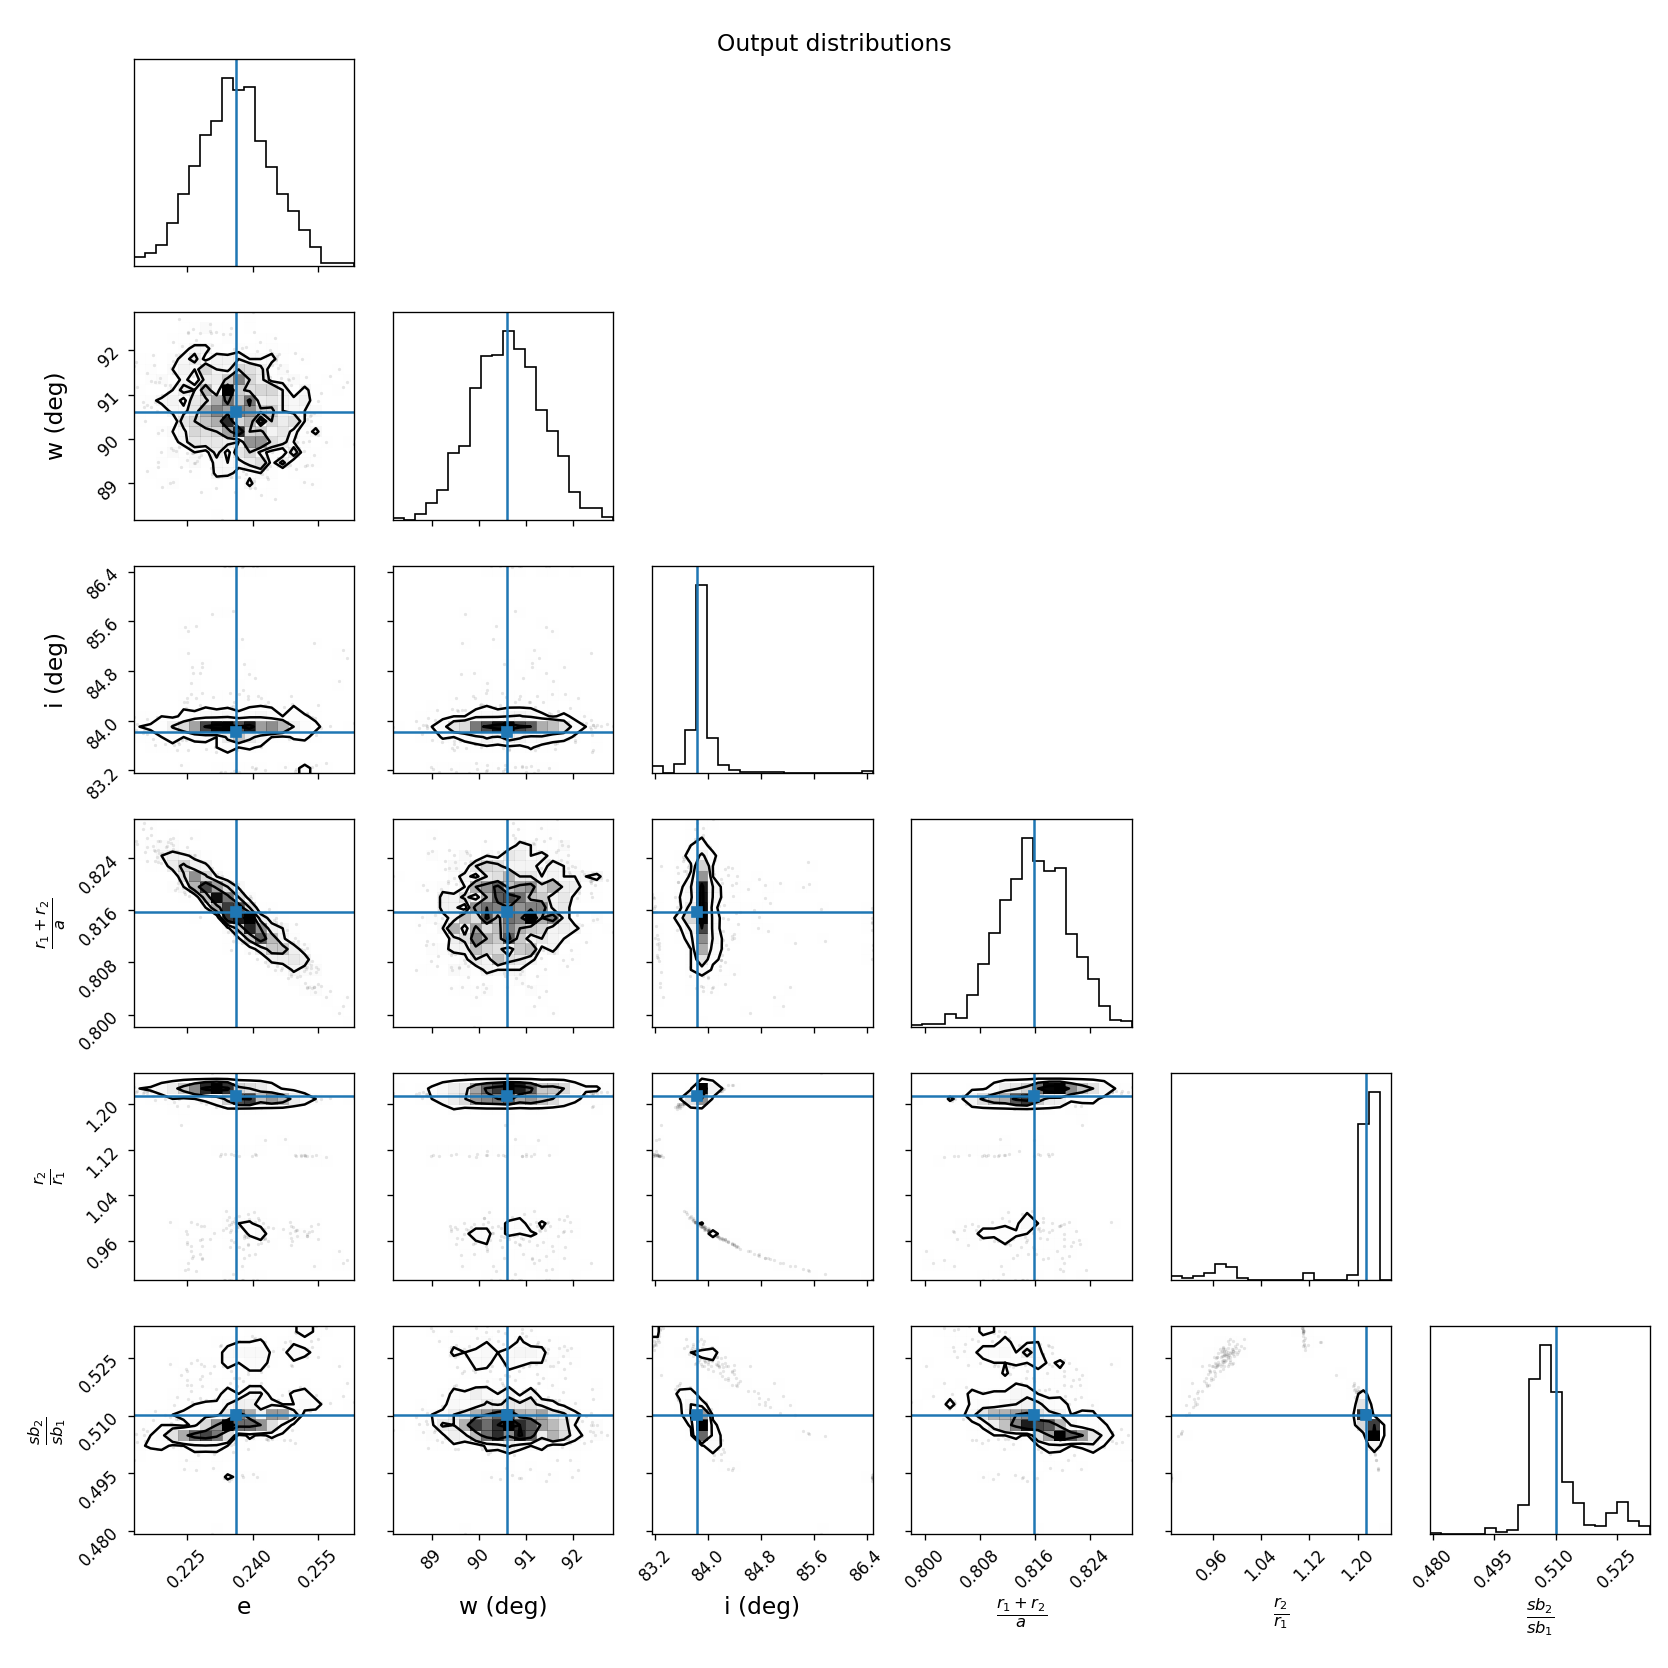 Output distributions
w (deg)
92
91
90
89
i (deg)
86.4
85.6
84.8
84.0
83.2
r₁ + r₂
a
0.824
0.816
0.808
0.800
r₂
r₁
1.20
1.12
1.04
0.96
sb₂
sb₁
0.525
0.510
0.495
0.480
0.225 0.240 0.255
e
89 90 91 92
w (deg)
83.2 84.0 84.8 85.6 86.4
i (deg)
0.800 0.808 0.816 0.824
r₁ + r₂
a
0.96 1.04 1.12 1.20
r₂
r₁
0.480 0.495 0.510 0.525
sb₂
sb₁